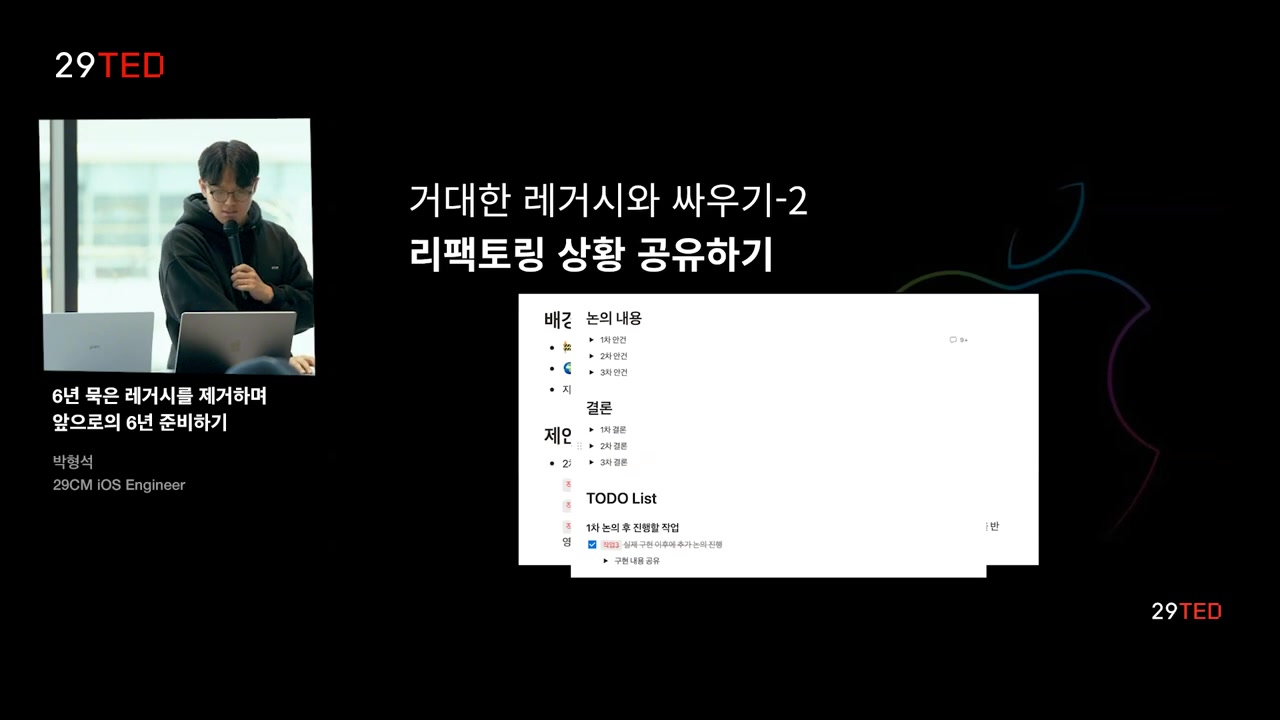 29TED
6년 묵은 레거시를 제거하며
앞으로의 6년 준비하기
박형석
29CM iOS Engineer
거대한 레거시와 싸우기-2
리팩토링 상황 공유하기
논의 내용
1차 안건
9+
2차 안건
3차 안건
결론
1차 결론
2차 결론
3차 결론
TODO List
1차 논의 후 진행할 작업
작업3 실제 구현 이후에 추가 논의 진행
구현 내용 공유
반
29TED